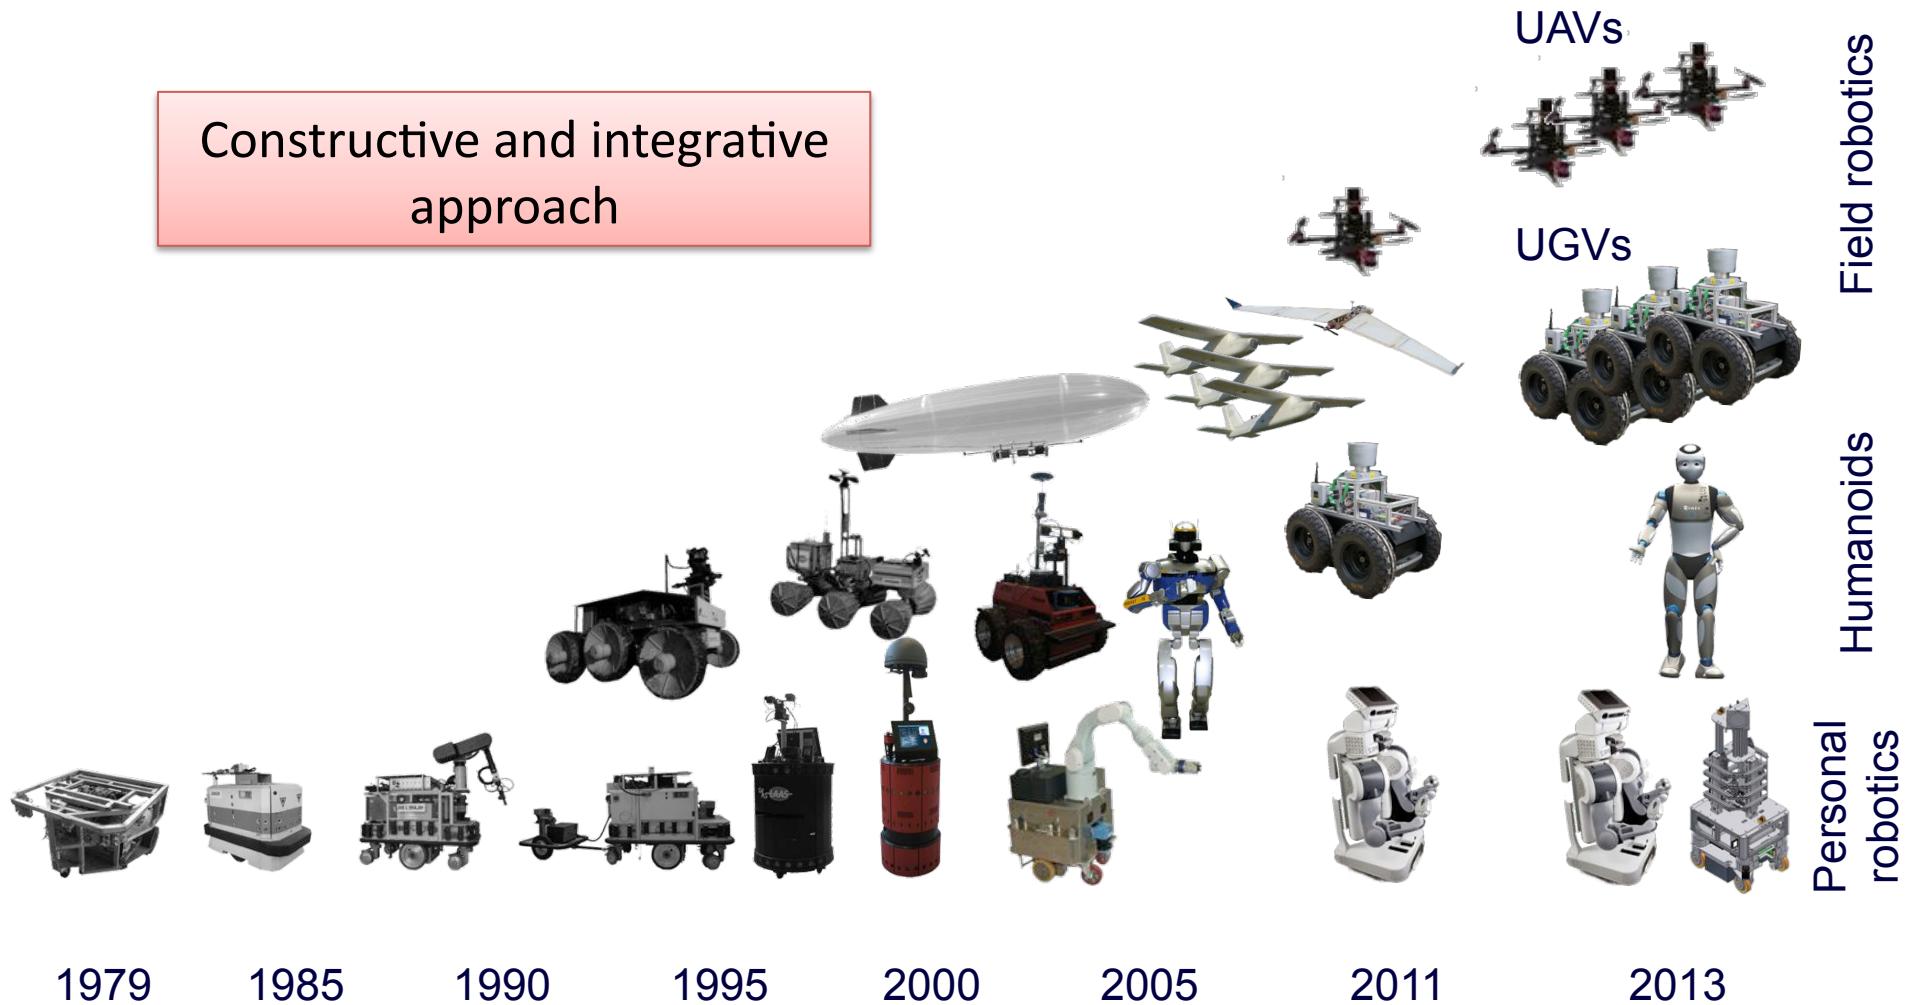 UAVs
Constructive and integrative
approach
UGVs
Field robotics
Humanoids
Personal
robotics
LAAS
1979
1985
1990
1995
2000
2005
2011
2013